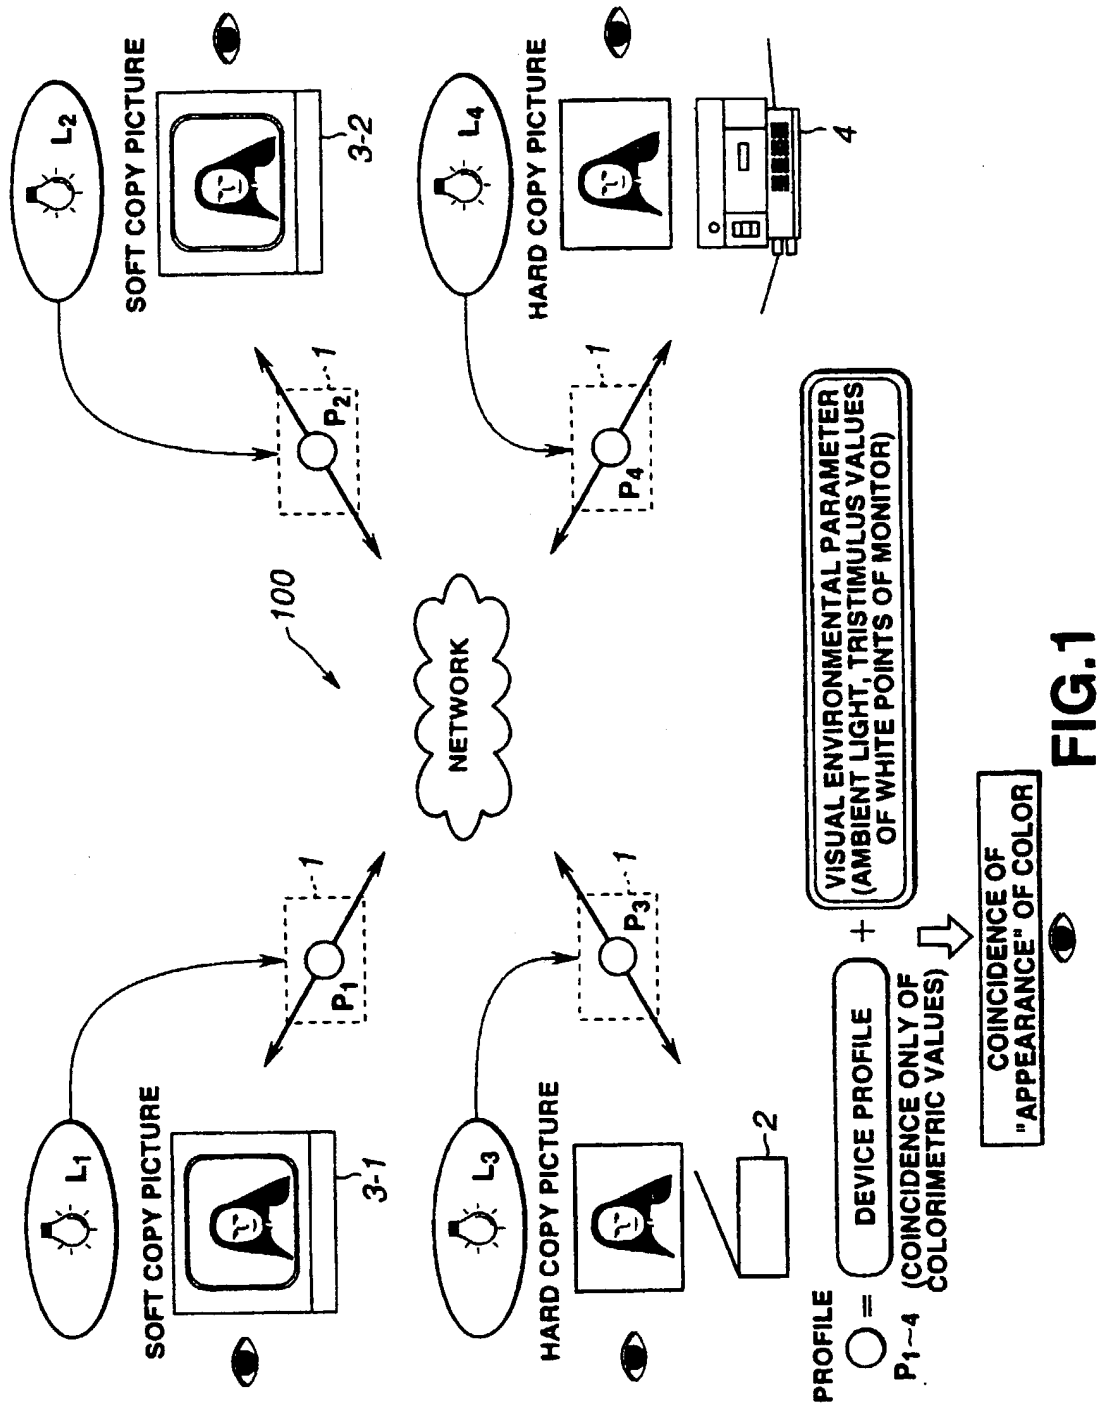 L1
SOFT COPY PICTURE
3-1
P1
1
100
NETWORK
L2
SOFT COPY PICTURE
3-2
P2
1
L3
HARD COPY PICTURE
2
P3
1
L4
HARD COPY PICTURE
4
P4
1
PROFILE
=
P1~4
DEVICE PROFILE
(COINCIDENCE ONLY OF
COLORIMETRIC VALUES)
+
VISUAL ENVIRONMENTAL PARAMETER
(AMBIENT LIGHT, TRISTIMULUS VALUES
OF WHITE POINTS OF MONITOR)
COINCIDENCE OF
"APPEARANCE" OF COLOR
FIG.1